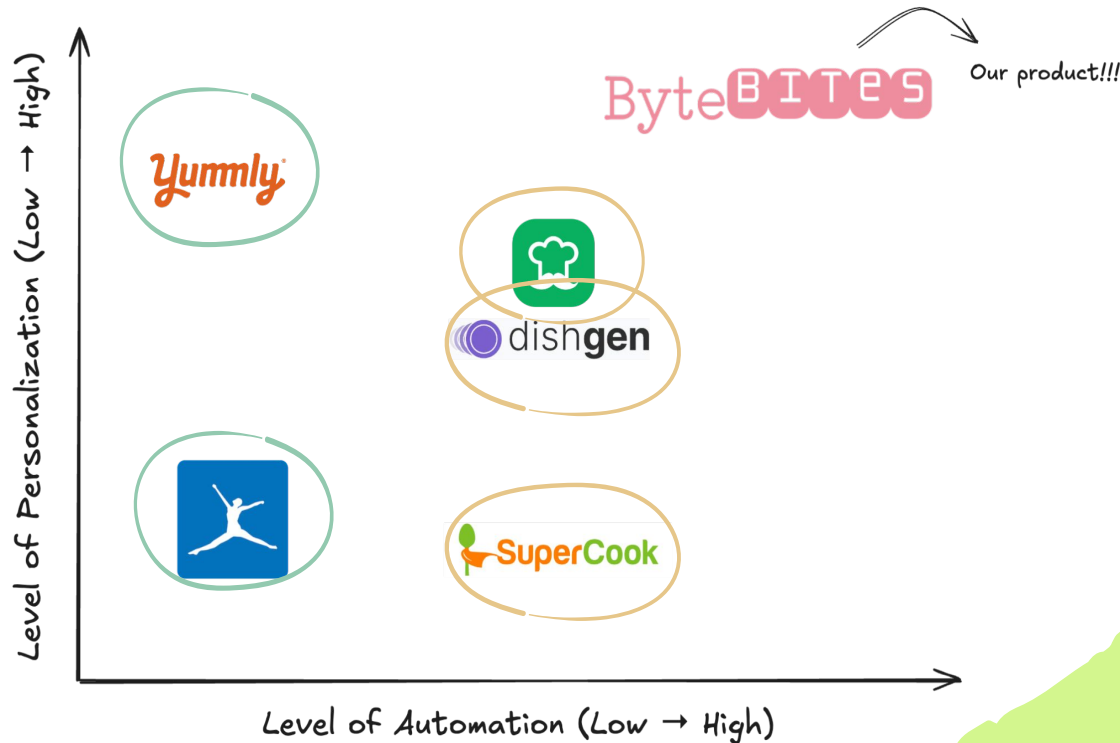 Level of Personalization (Low → High)
Our product!!!
ByteBITeS
Yummly
dishgen
SuperCook
Level of Automation (Low → High)